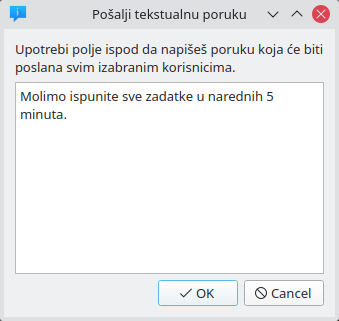 Pošalji tekstualnu poruku
Upotrebi polje ispod da napišeš poruku koja će biti
poslana svim izabranim korisnicima.
Molimo ispunite sve zadatke u narednih 5
minuta.
OK
Cancel